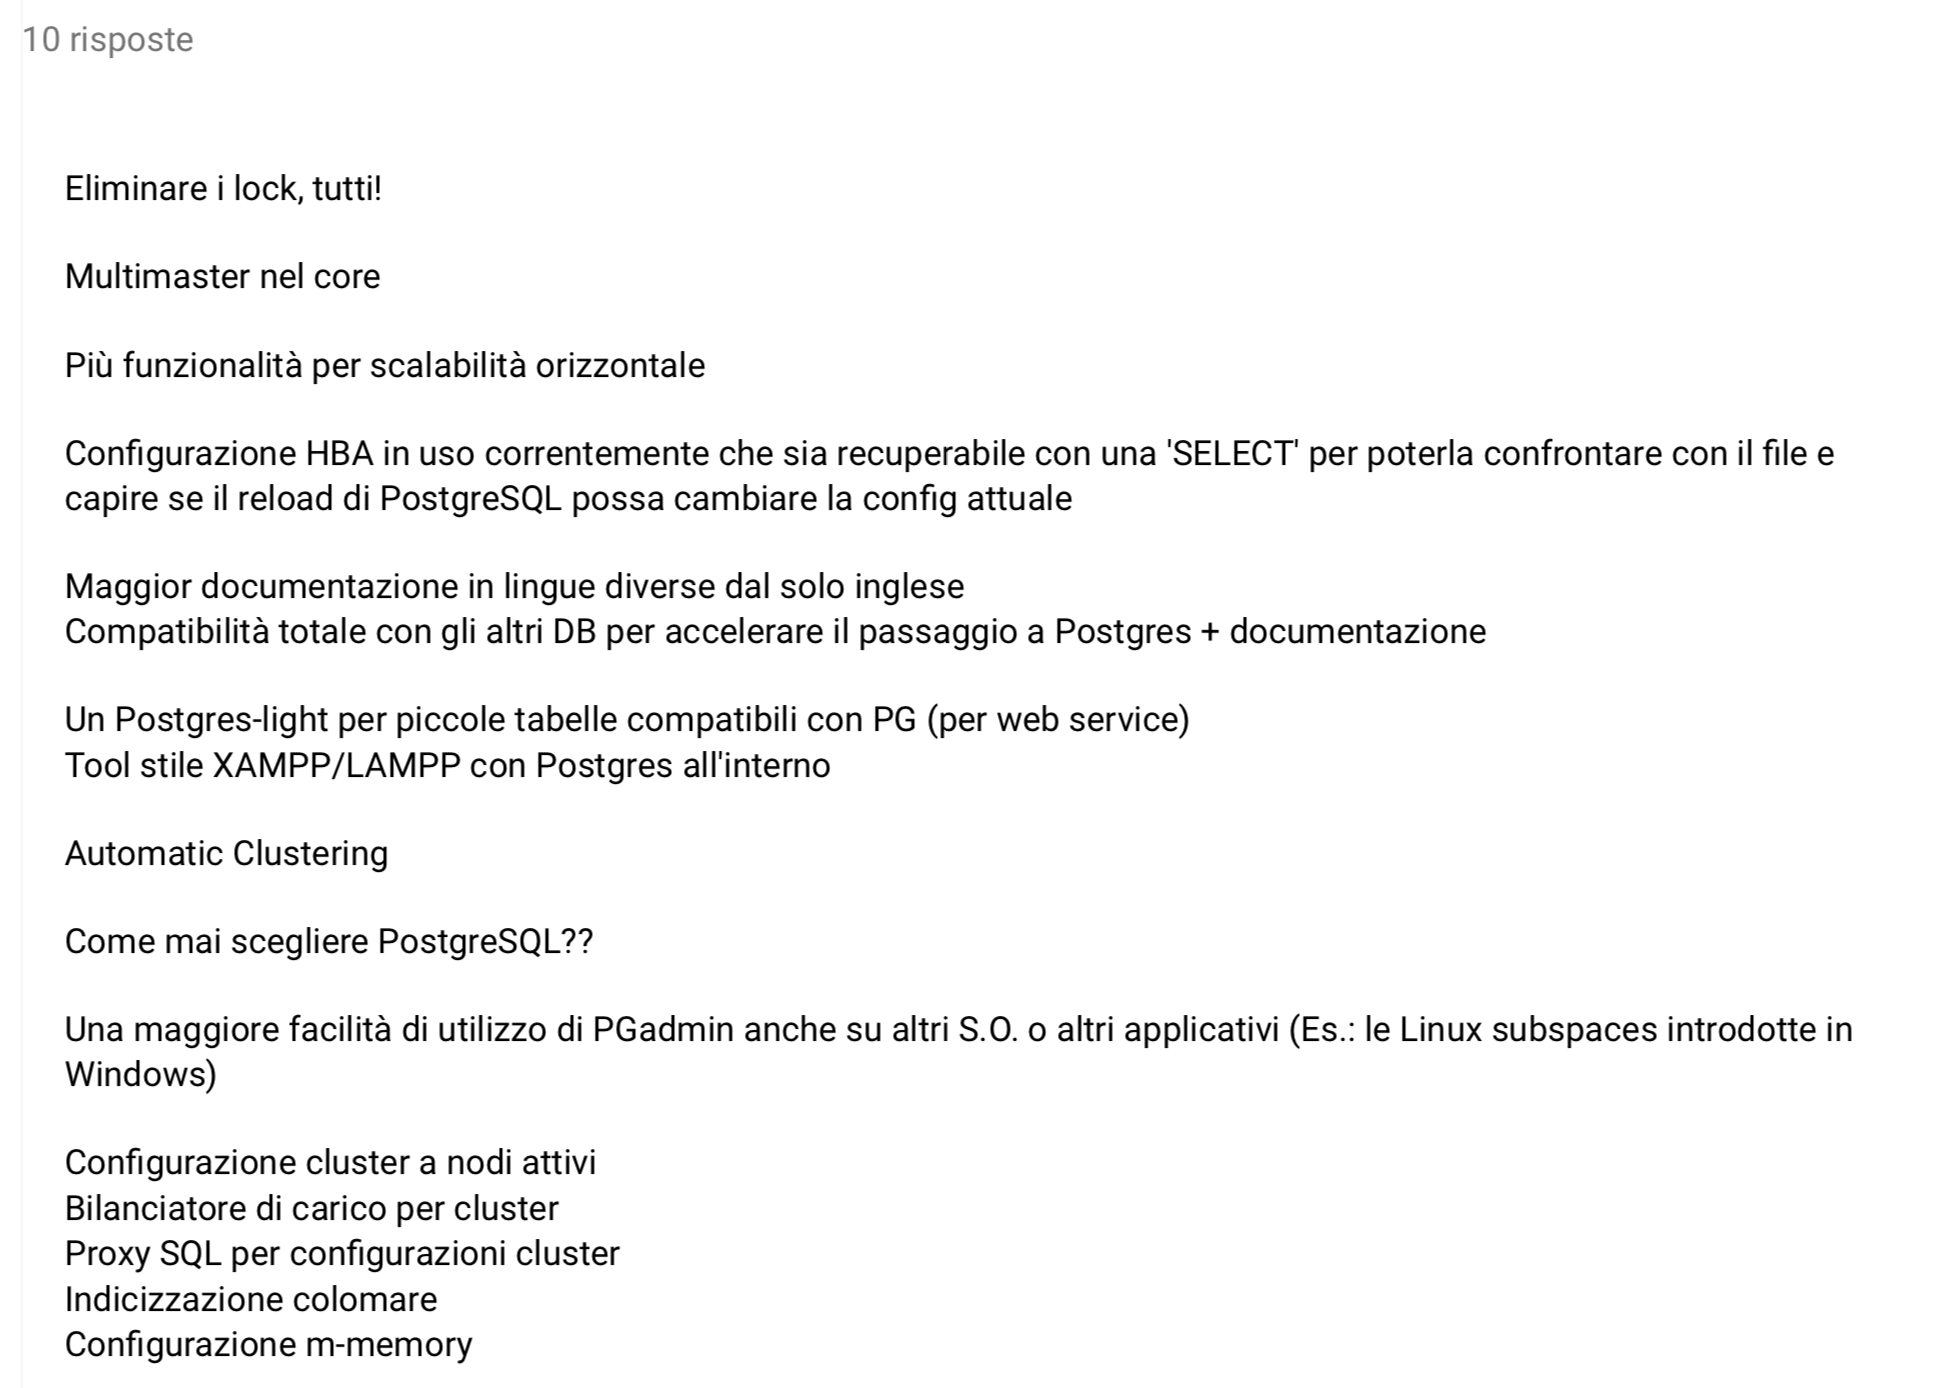 10 risposte
Eliminare i lock, tutti!
Multimaster nel core
Più funzionalità per scalabilità orizzontale
Configurazione HBA in uso correntemente che sia recuperabile con una 'SELECT' per poterla confrontare con il file e
capire se il reload di PostgreSQL possa cambiare la config attuale
Maggior documentazione in lingue diverse dal solo inglese
Compatibilità totale con gli altri DB per accelerare il passaggio a Postgres + documentazione
Un Postgres-light per piccole tabelle compatibili con PG (per web service)
Tool stile XAMPP/LAMPP con Postgres all'interno
Automatic Clustering
Come mai scegliere PostgreSQL??
Una maggiore facilità di utilizzo di PGadmin anche su altri S.O. o altri applicativi (Es.: le Linux subspaces introdotte in
Windows)
Configurazione cluster a nodi attivi
Bilanciatore di carico per cluster
Proxy SQL per configurazioni cluster
Indicizzazione colomare
Configurazione m-memory